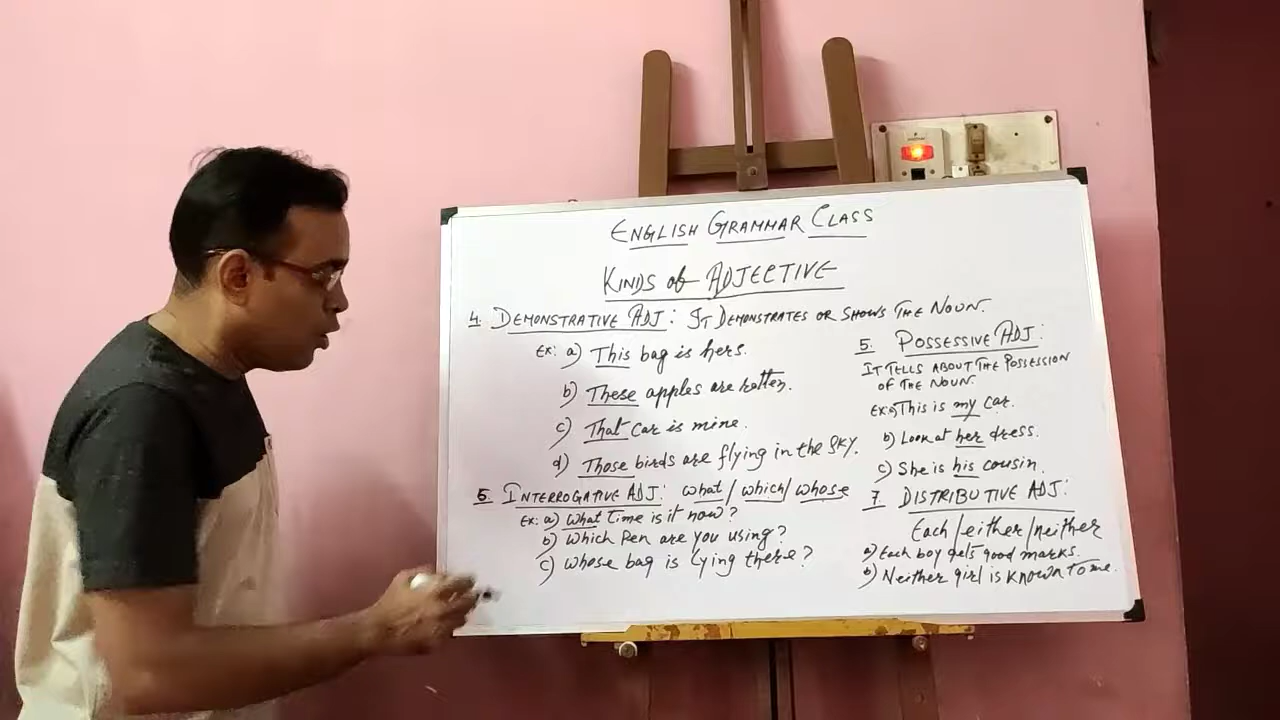 ENGLISH GRAMMAR CLASS
KINDS of ADJECTIVE
4. DEMONSTRATIVE ADJ: IT DEMONSTRATES OR SHOWS THE NOUN.
Ex: a) This bag is hers.
b) These apples are rotten.
c) That car is mine.
d) Those birds are flying in the sky.
5. POSSESSIVE ADJ:
IT TELLS ABOUT THE POSSESSION
OF THE NOUN.
Ex: a) This is my car.
b) Look at her dress.
c) She is his cousin.
6 INTERROGATIVE ADJ: what/which/whose
Ex: a) What time is it now?
b) Which Pen are you using?
c) Whose bag is lying there?
7. DISTRIBUTIVE ADJ:
Each/either/neither
a) Each boy gets good marks.
b) Neither girl is known to me.